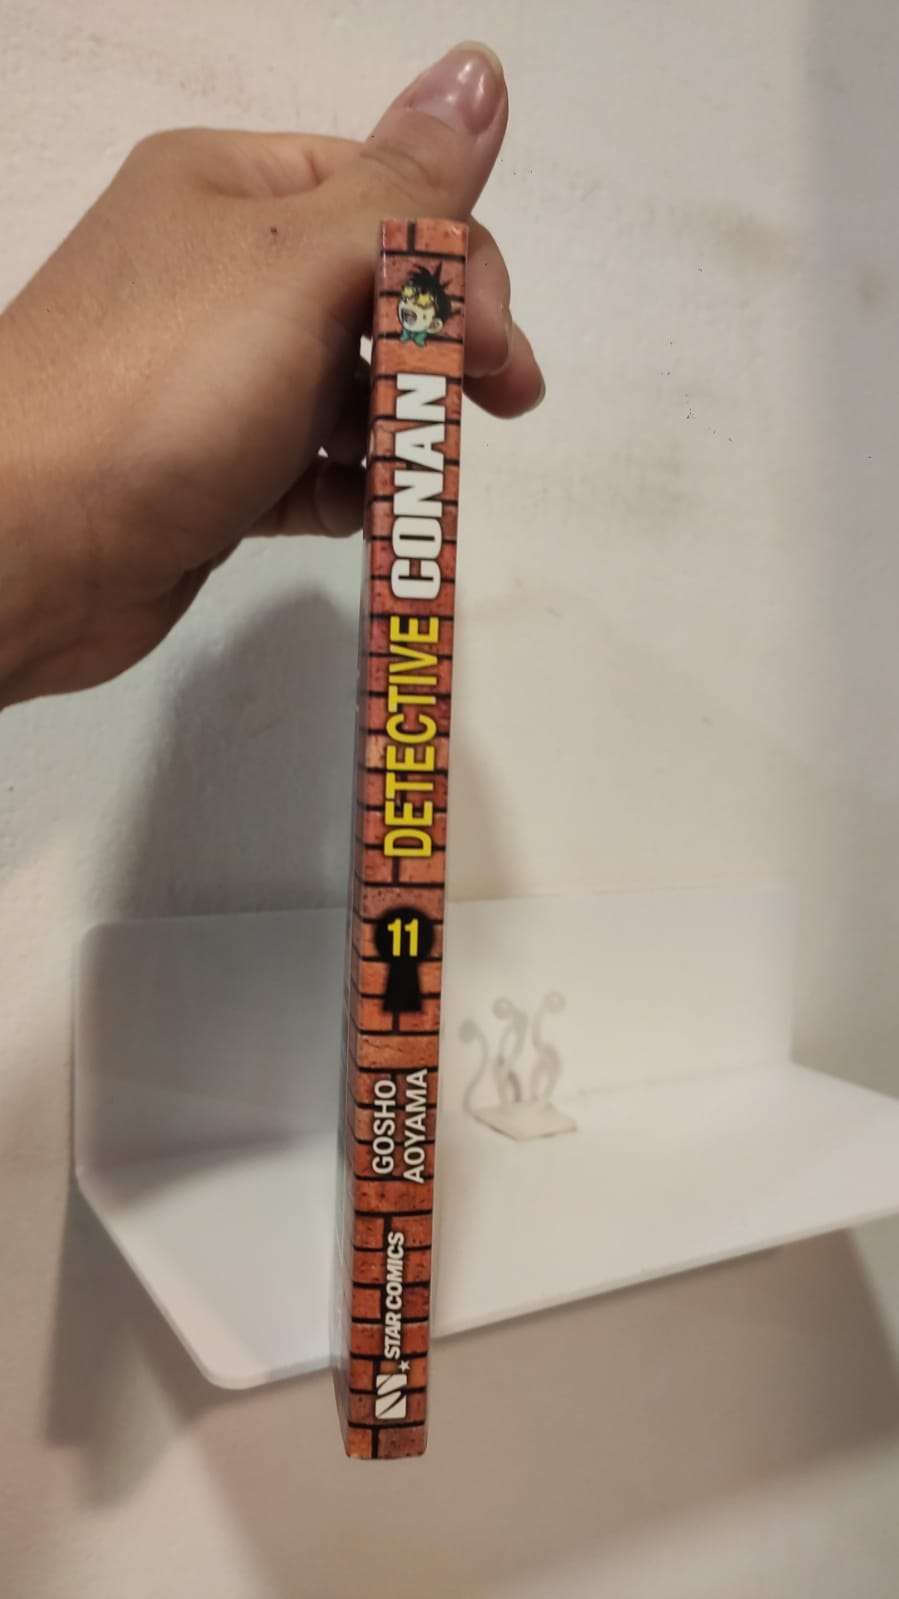 DETECTIVE CONAN
11
GOSHO
AOYAMA
STAR COMICS